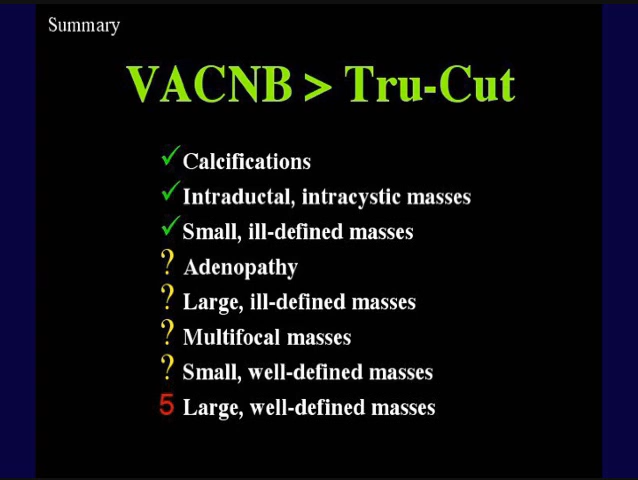 Summary
VACNB > Tru-Cut
✓ Calcifications
✓ Intraductal, intracystic masses
✓ Small, ill-defined masses
? Adenopathy
? Large, ill-defined masses
? Multifocal masses
? Small, well-defined masses
5 Large, well-defined masses